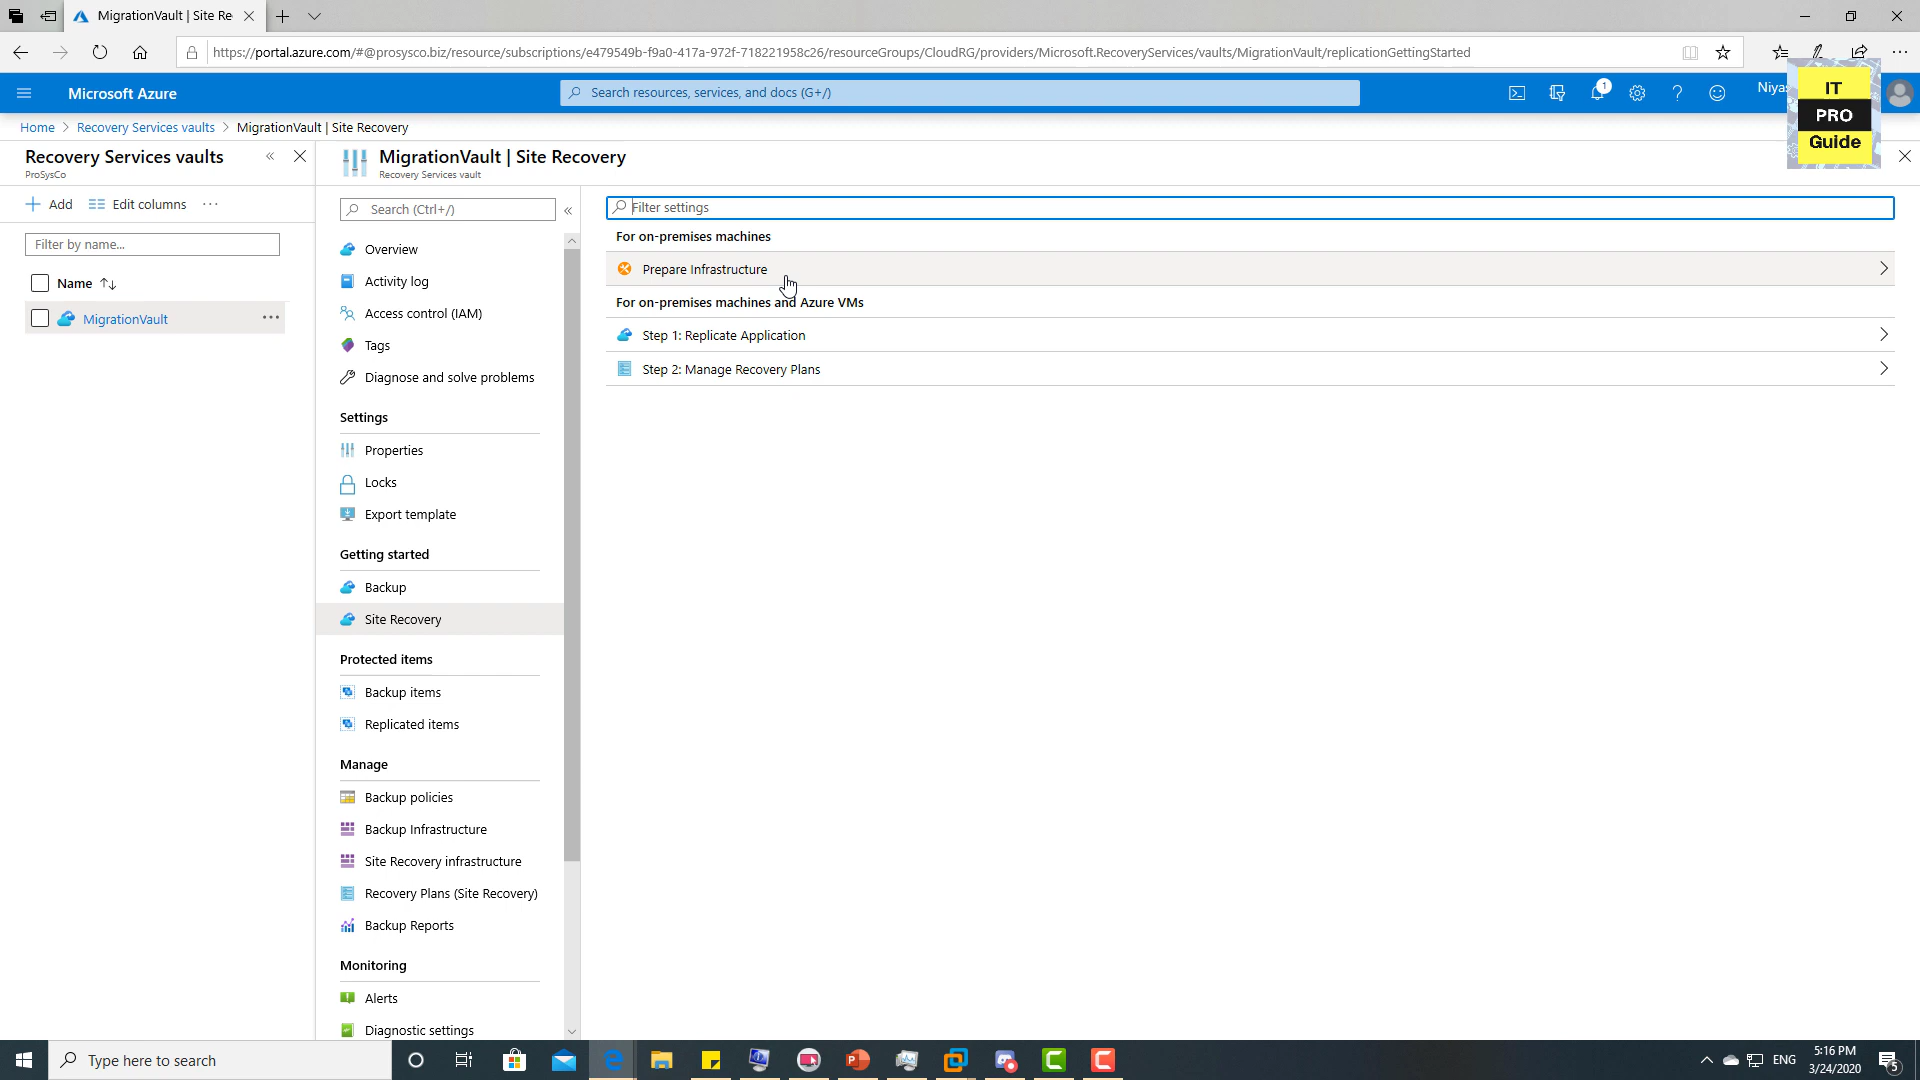 MigrationVault | Site Re
https://portal.azure.com/#@prosysco.biz/resource/subscriptions/e479549b-f9a0-417a-972f-718221958c26/resourceGroups/CloudRG/providers/Microsoft.RecoveryServices/vaults/MigrationVault/replicationGettingStarted
Microsoft Azure
Search resources, services, and docs (G+/)
1
Niyas
IT
PRO
Guide
Home > Recovery Services vaults > MigrationVault | Site Recovery
Recovery Services vaults
ProSysCo
MigrationVault | Site Recovery
Recovery Services vault
Add
Edit columns
Filter by name...
Name
MigrationVault
Search (Ctrl+/)
Overview
Activity log
Access control (IAM)
Tags
Diagnose and solve problems
Settings
Properties
Locks
Export template
Getting started
Backup
Site Recovery
Protected items
Backup items
Replicated items
Manage
Backup policies
Backup Infrastructure
Site Recovery infrastructure
Recovery Plans (Site Recovery)
Backup Reports
Monitoring
Alerts
Diagnostic settings
Filter settings
For on-premises machines
Prepare Infrastructure
For on-premises machines and Azure VMs
Step 1: Replicate Application
Step 2: Manage Recovery Plans
Type here to search
ENG
5:16 PM
3/24/2020
5